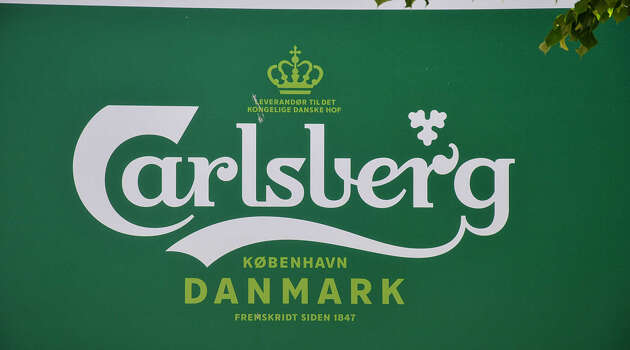 LEVERANDØR TIL DET
KONGELIGE DANSKE HOF
Carlsberg
KØBENHAVN
DANMARK
FREMSKRIDT SIDEN 1847